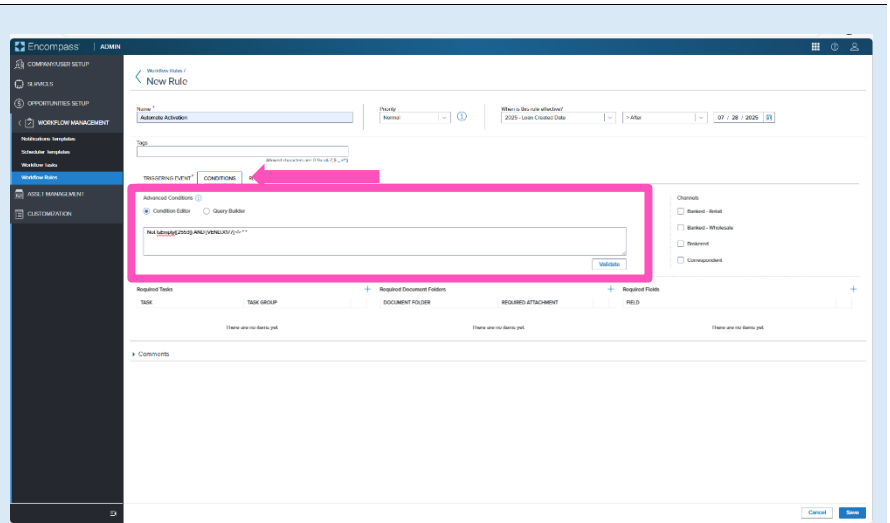 Encompass | ADMIN
COMPANY/USER SETUP
SERVICES
OPPORTUNITIES SETUP
WORKFLOW MANAGEMENT
Notifications Templates
Scheduler Templates
Workflow Tasks
Workflow Rules
ASSET MANAGEMENT
CUSTOMIZATION
Workflow Rules /
New Rule
Name * Priority When is this rule effective?
Automate Activation Normal 2025 - Loan Created Date > After 07 / 28 / 2025
Tags
TRIGGERING EVENT* CONDITIONS
Advanced Conditions Channels
Condition Editor Query Builder Banked - Retail
Banked - Wholesale
Brokered
Correspondent
Validate
Required Tasks + Required Document Folders + Required Fields +
TASK TASK GROUP DOCUMENT FOLDER REQUIRED ATTACHMENT FIELD
There are no items yet There are no items yet There are no items yet
Comments
Cancel Save